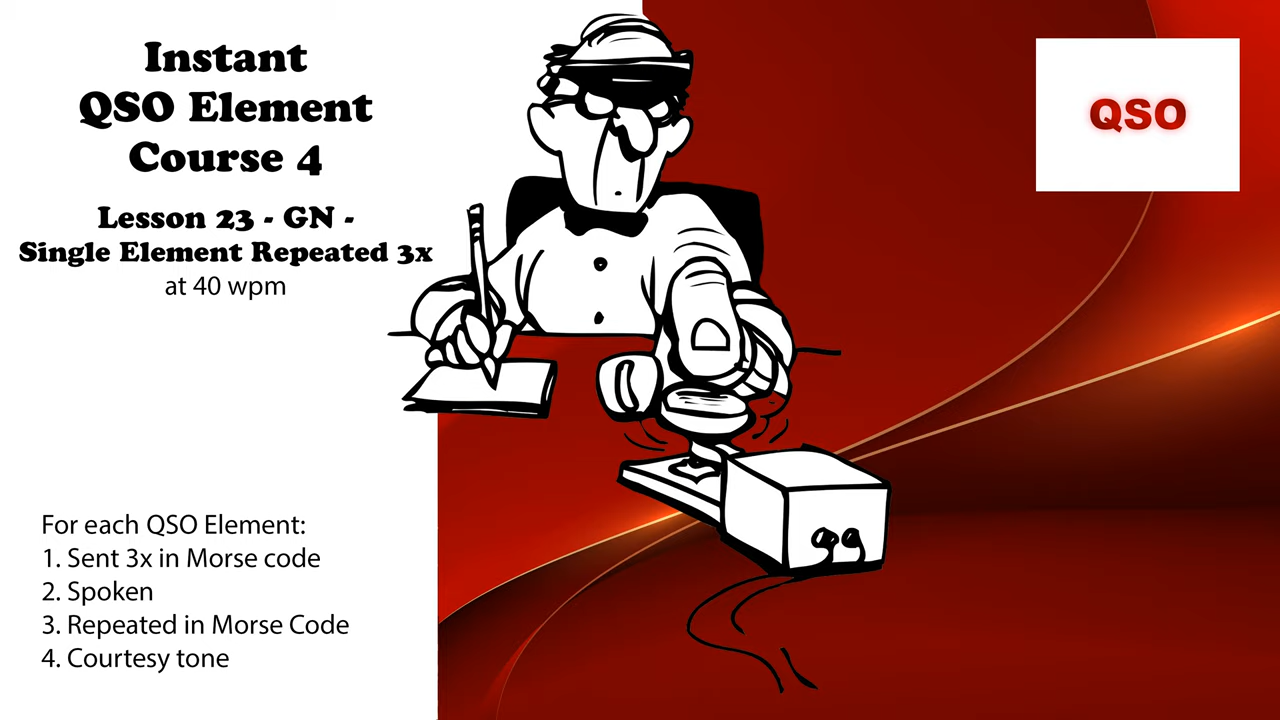 Instant
QSO Element
Course 4
Lesson 23 - GN -
Single Element Repeated 3x
at 40 wpm
QSO
For each QSO Element:
1. Sent 3x in Morse code
2. Spoken
3. Repeated in Morse Code
4. Courtesy tone